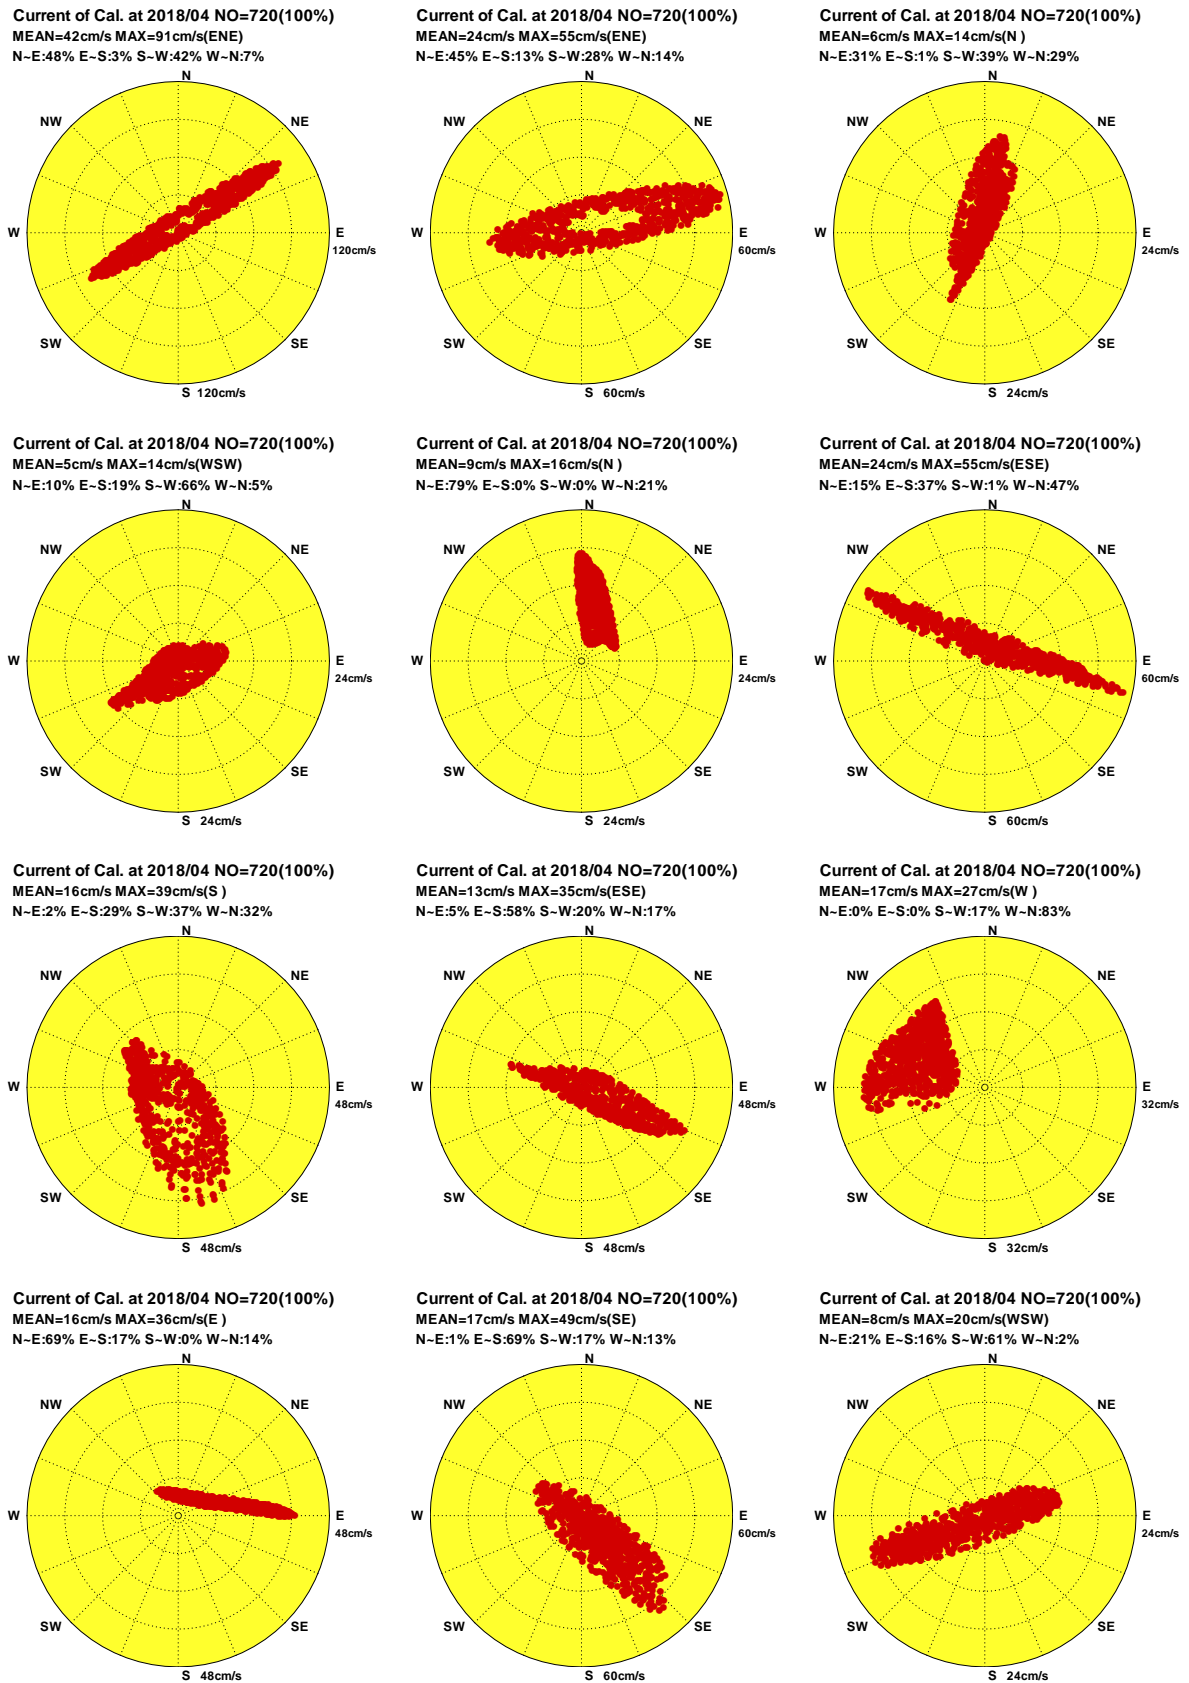 Current of Cal. at 2018/04 NO=720(100%)
MEAN=42cm/s MAX=91cm/s(ENE)
N~E:48% E~S:3% S~W:42% W~N:7%
N
NW
NE
W
E
120cm/s
SW
SE
S 120cm/s
Current of Cal. at 2018/04 NO=720(100%)
MEAN=24cm/s MAX=55cm/s(ENE)
N~E:45% E~S:13% S~W:28% W~N:14%
N
NW
NE
W
E
60cm/s
SW
SE
S 60cm/s
Current of Cal. at 2018/04 NO=720(100%)
MEAN=6cm/s MAX=14cm/s(N )
N~E:31% E~S:1% S~W:39% W~N:29%
N
NW
NE
W
E
24cm/s
SW
SE
S 24cm/s
Current of Cal. at 2018/04 NO=720(100%)
MEAN=5cm/s MAX=14cm/s(WSW)
N~E:10% E~S:19% S~W:66% W~N:5%
N
NW
NE
W
E
24cm/s
SW
SE
S 24cm/s
Current of Cal. at 2018/04 NO=720(100%)
MEAN=9cm/s MAX=16cm/s(N )
N~E:79% E~S:0% S~W:0% W~N:21%
N
NW
NE
W
E
24cm/s
SW
SE
S 24cm/s
Current of Cal. at 2018/04 NO=720(100%)
MEAN=24cm/s MAX=55cm/s(ESE)
N~E:15% E~S:37% S~W:1% W~N:47%
N
NW
NE
W
E
60cm/s
SW
SE
S 60cm/s
Current of Cal. at 2018/04 NO=720(100%)
MEAN=16cm/s MAX=39cm/s(S )
N~E:2% E~S:29% S~W:37% W~N:32%
N
NW
NE
W
E
48cm/s
SW
SE
S 48cm/s
Current of Cal. at 2018/04 NO=720(100%)
MEAN=13cm/s MAX=35cm/s(ESE)
N~E:5% E~S:58% S~W:20% W~N:17%
N
NW
NE
W
E
48cm/s
SW
SE
S 48cm/s
Current of Cal. at 2018/04 NO=720(100%)
MEAN=17cm/s MAX=27cm/s(W )
N~E:0% E~S:0% S~W:17% W~N:83%
N
NW
NE
W
E
32cm/s
SW
SE
S 32cm/s
Current of Cal. at 2018/04 NO=720(100%)
MEAN=16cm/s MAX=36cm/s(E )
N~E:69% E~S:17% S~W:0% W~N:14%
N
NW
NE
W
E
48cm/s
SW
SE
S 48cm/s
Current of Cal. at 2018/04 NO=720(100%)
MEAN=17cm/s MAX=49cm/s(SE)
N~E:1% E~S:69% S~W:17% W~N:13%
N
NW
NE
W
E
60cm/s
SW
SE
S 60cm/s
Current of Cal. at 2018/04 NO=720(100%)
MEAN=8cm/s MAX=20cm/s(WSW)
N~E:21% E~S:16% S~W:61% W~N:2%
N
NW
NE
W
E
24cm/s
SW
SE
S 24cm/s